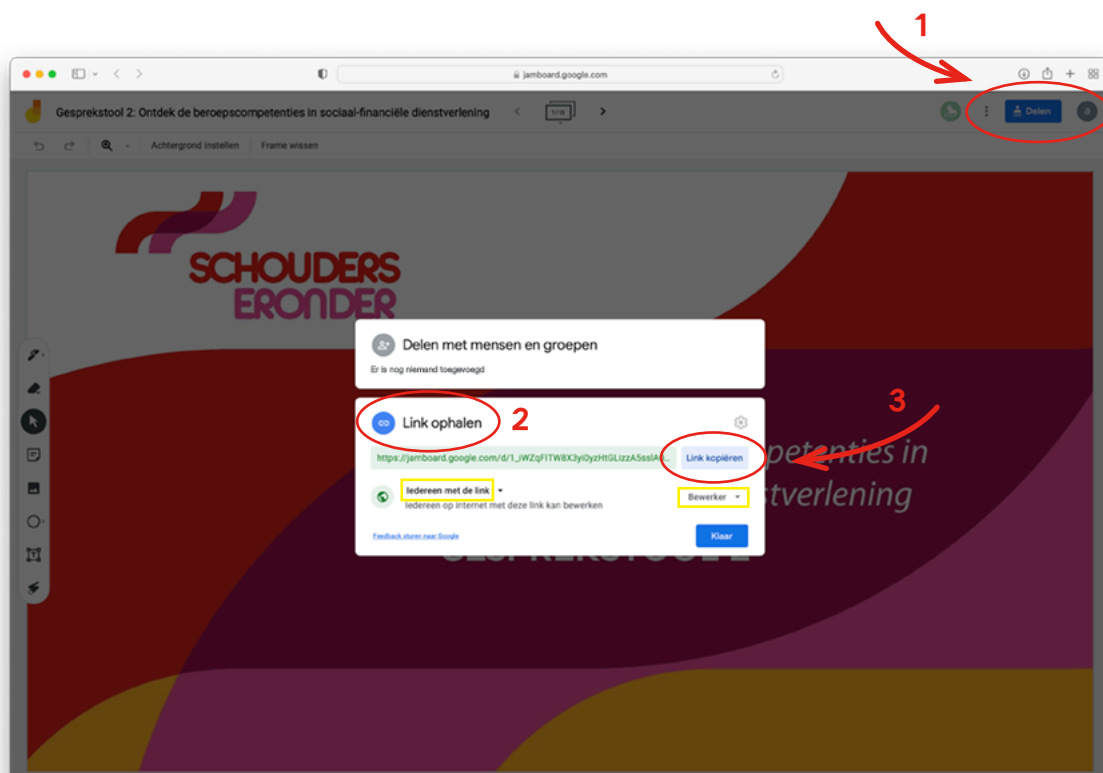 1
jamboard.google.com
Gesprekstool 2: Ontdek de beroepscompetenties in sociaal-financiële dienstverlening
Delen
Achtergrond instellen
Frame wissen
SCHOUDERS
ERONDER
Delen met mensen en groepen
Er is nog niemand toegevoegd
Link ophalen
2
3
Link kopiëren
petenties in
Iedereen met de link
Bewerker
stverlening
Iedereen op internet met deze link kan bewerken
Feedback sturen naar Google
Klaar